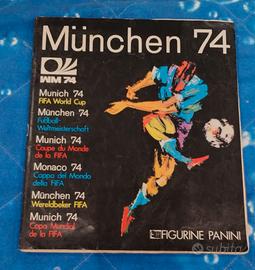 München 74
WM 74
Munich 74
FIFA World Cup
München 74
Fußball-
Weltmeisterschaft
Munich 74
Coupe du Monde
de la FIFA
Monaco 74
Coppa del Mondo
della FIFA
München 74
Wereldbeker FIFA
Munich 74
Copa Mundial
de la FIFA
FIGURINE PANINI
subito